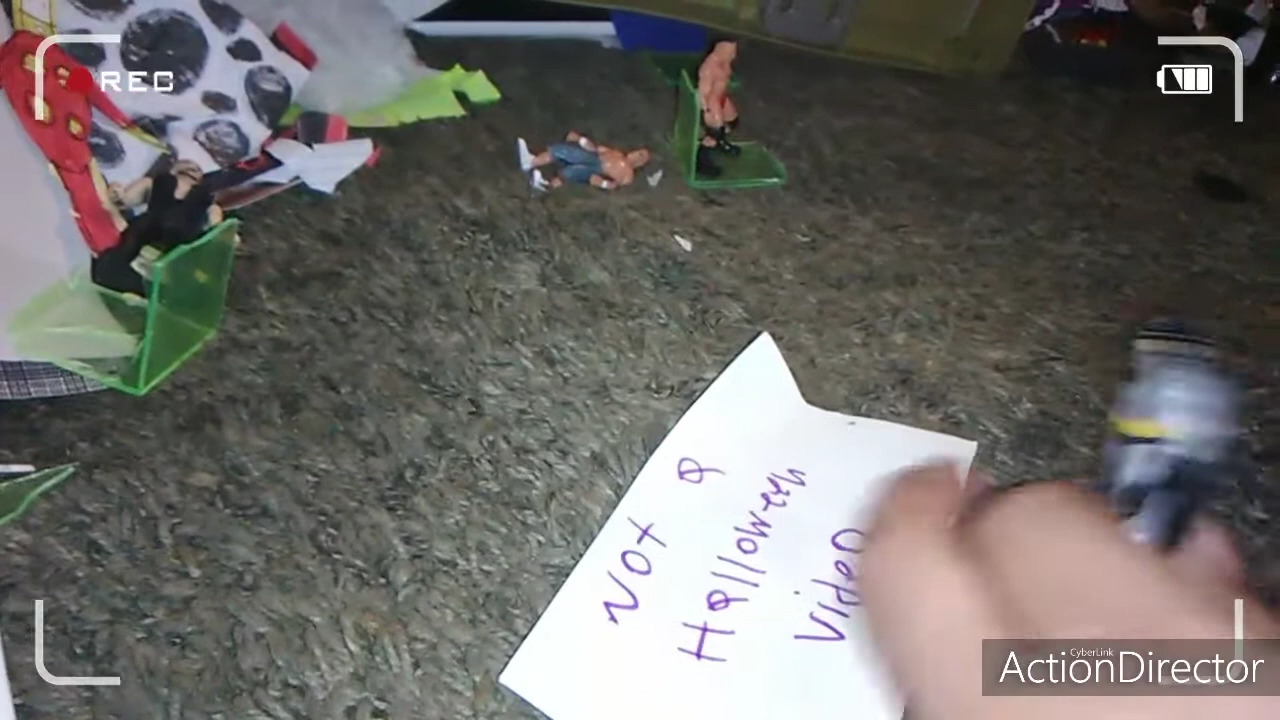 REC
NOt a
Halloween
Video
CyberLink
ActionDirector